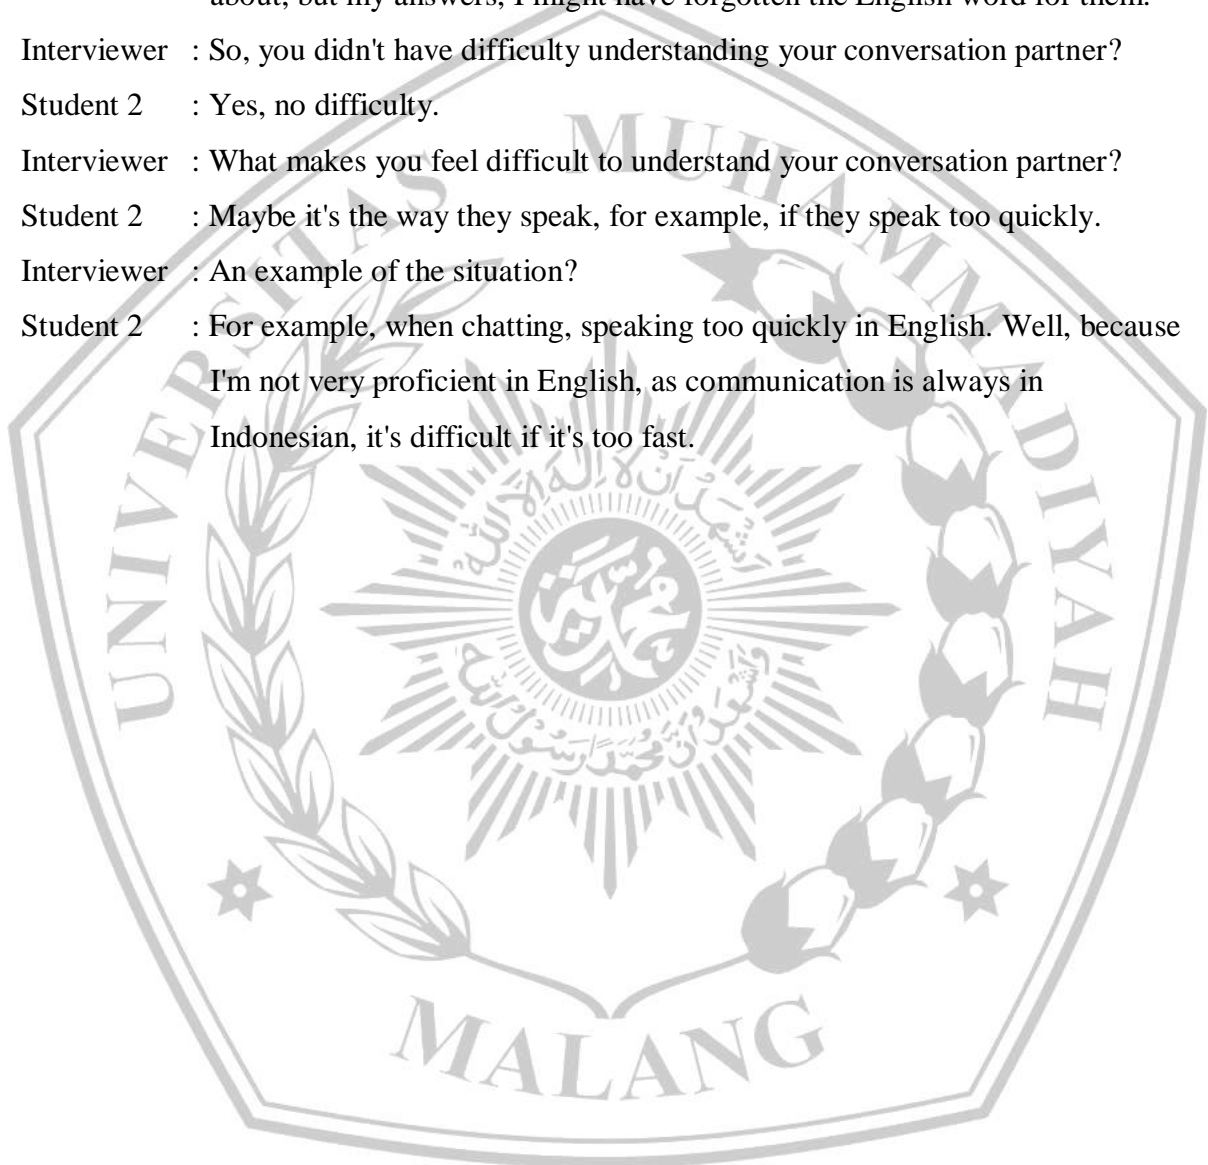 about, but my answers, I might have forgotten the English word for them.
Interviewer : So, you didn't have difficulty understanding your conversation partner?
Student 2 : Yes, no difficulty.
Interviewer : What makes you feel difficult to understand your conversation partner?
Student 2 : Maybe it's the way they speak, for example, if they speak too quickly.
Interviewer : An example of the situation?
Student 2 : For example, when chatting, speaking too quickly in English. Well, because
I'm not very proficient in English, as communication is always in
Indonesian, it's difficult if it's too fast.
UNIVERSITAS MUHAMMADIYAH
MALANG